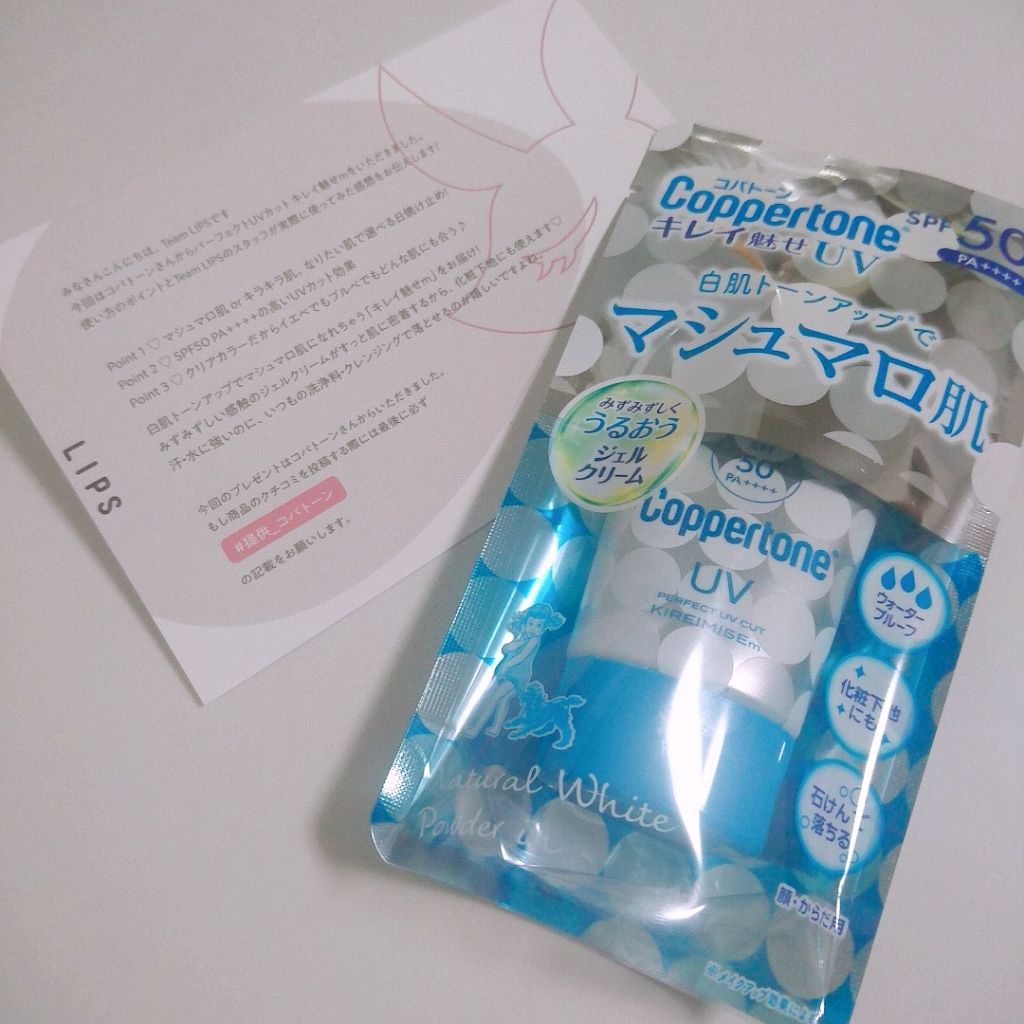 みなさんこんにちは、Team LIPSです
今回はコパトーンさんからパーフェクトUVカットキレイ魅せmをいただきました。
使い方のポイントとTeam LIPSのスタッフが実際に使ってみた感想をお伝えします!
Point 1 ♡ マシュマロ肌 or キラキラ肌。なりたい肌で選べる日焼け止め!
Point 2 ♡ SPF50 PA++++の高いUVカット効果
Point 3 ♡ クリアカラーだからイエベでもブルベでもどんな肌にも合う♪
白肌トーンアップでマシュマロ肌になれちゃう「キレイ魅せm」をお届け!
みずみずしい感触のジェルクリームがすっと肌に密着するから、化粧下地にも使えます♡
汗・水に強いのに、いつもの洗浄料・クレンジングで落とせるのが嬉しいですよね。
今回のプレゼントはコパトーンさんからいただきました。
もし商品のクチコミを投稿する際には最後に必ず
#提供_コパトーン
の記載をお願いします。
LIPS
コパトーン
Coppertone®
キレイ魅せUV
SPF 50
PA++++
白肌トーンアップ※で
マシュマロ肌
みずみずしく
うるおう
ジェル
クリーム
SPF
50
PA++++
Coppertone®
UV
PERFECT UV CUT
KIREIMISEm
ウォーター
プルーフ
化粧下地
にも
石けんで
落ちる
Natural White
Powder in
顔・からだ用
※メイクアップ効果による